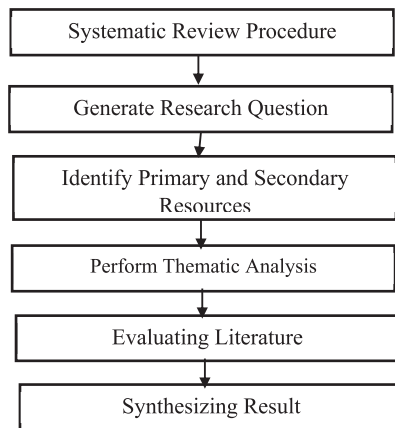 Systematic Review Procedure
Generate Research Question
Identify Primary and Secondary
Resources
Perform Thematic Analysis
Evaluating Literature
Synthesizing Result